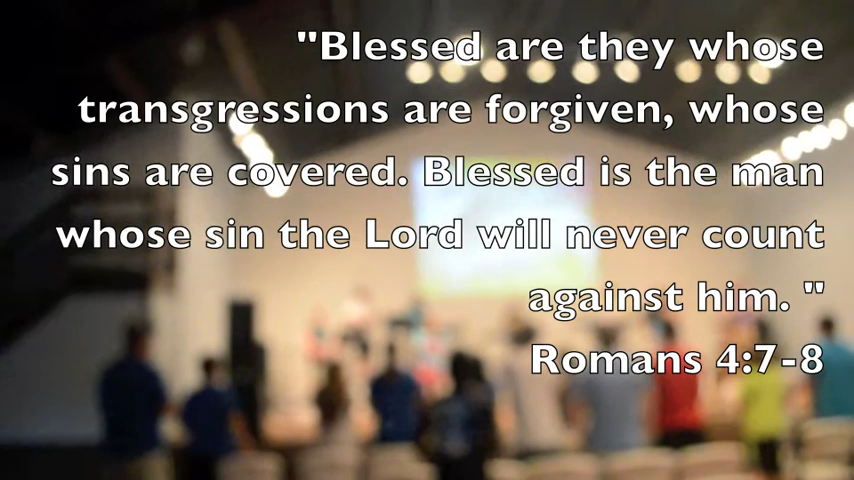 "Blessed are they whose
transgressions are forgiven, whose
sins are covered. Blessed is the man
whose sin the Lord will never count
against him. "
Romans 4:7-8